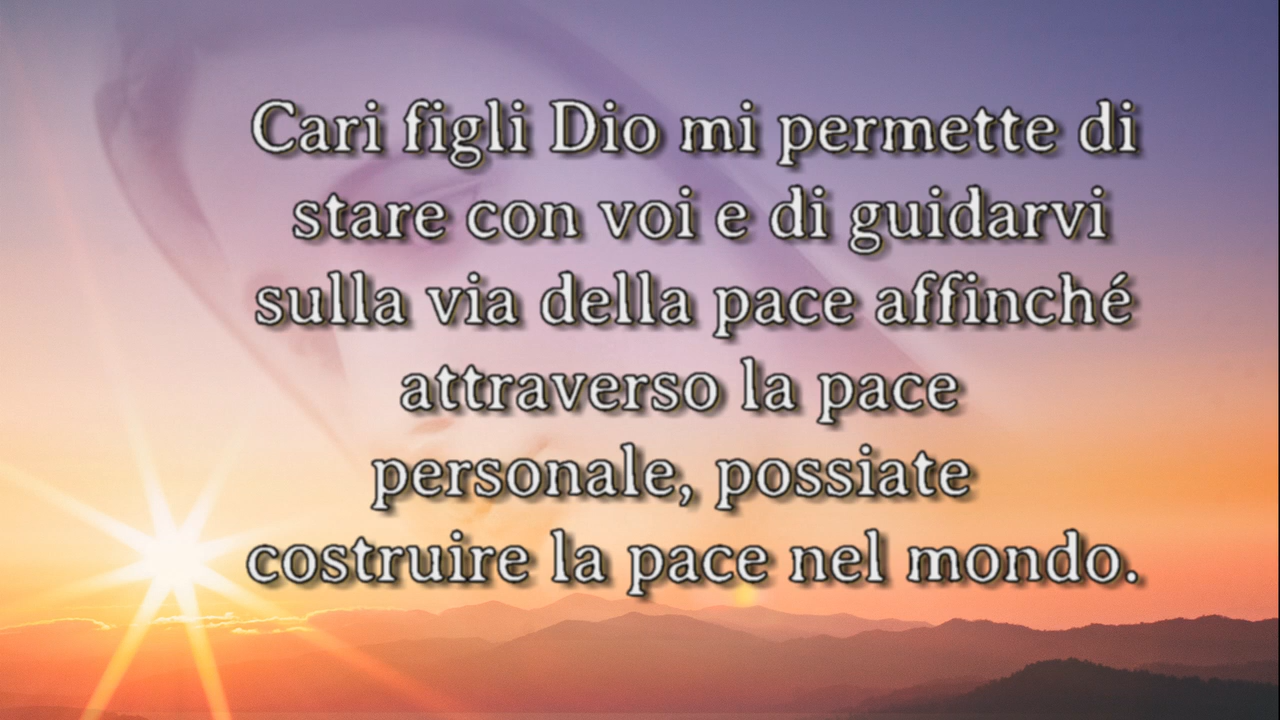 Cari figli Dio mi permette di
stare con voi e di guidarvi
sulla via della pace affinché
attraverso la pace
personale, possiate
costruire la pace nel mondo.